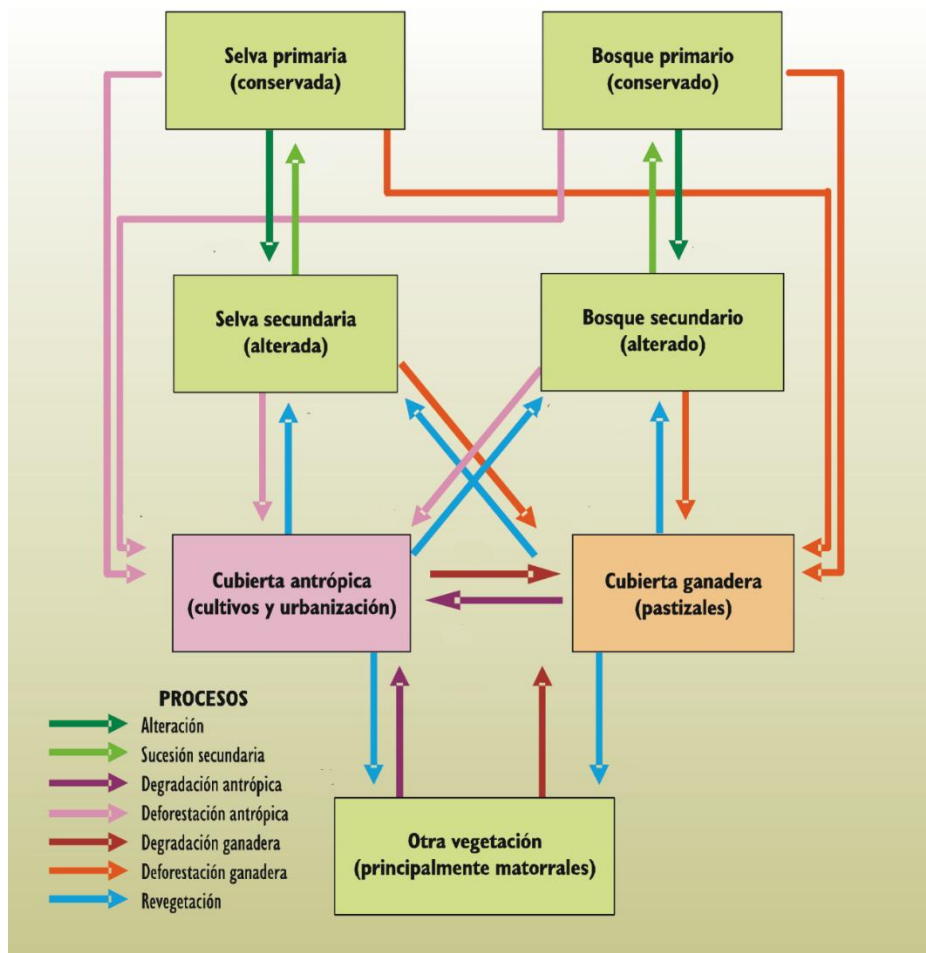 Selva primaria
(conservada)
Bosque primario
(conservado)
Selva secundaria
(alterada)
Bosque secundario
(alterado)
Cubierta antrópica
(cultivos y urbanización)
Cubierta ganadera
(pastizales)
PROCESOS
Alteración
Sucesión secundaria
Degradación antrópica
Deforestación antrópica
Degradación ganadera
Deforestación ganadera
Revegetación
Otra vegetación
(principalmente matorrales)